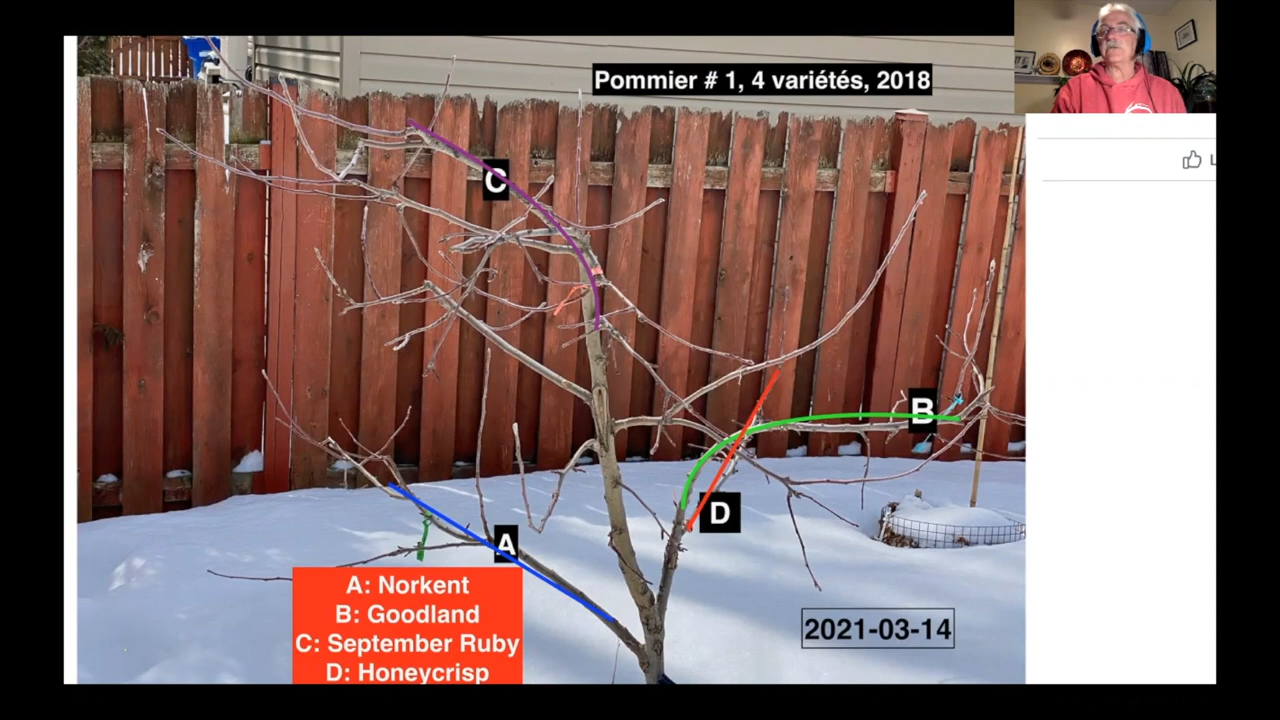 Pommier # 1, 4 variétés, 2018
C
B
D
A
A: Norkent
B: Goodland
C: September Ruby
D: Honeycrisp
2021-03-14
L